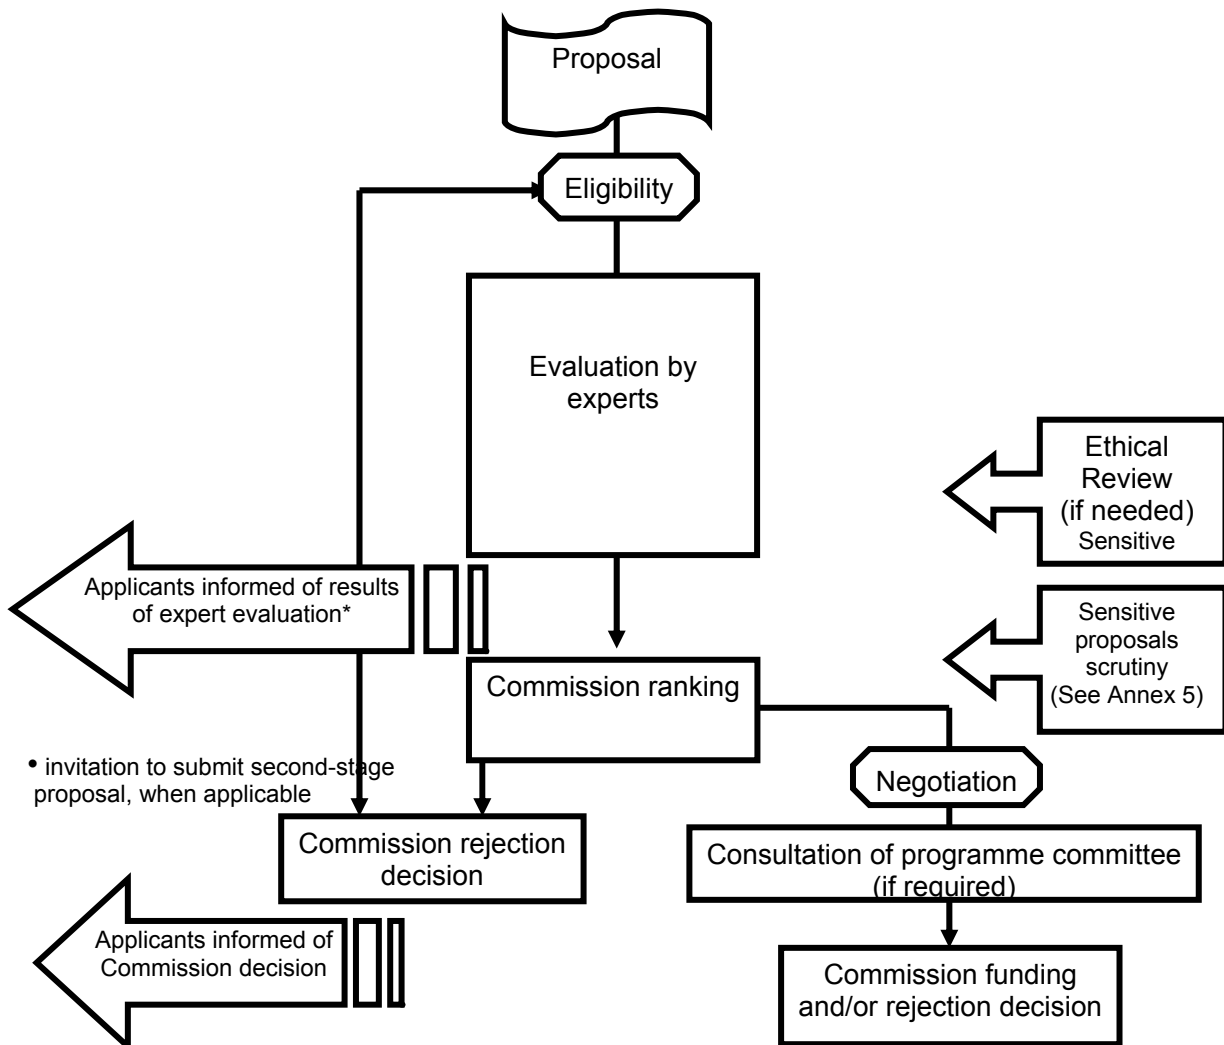 Proposal
Eligibility
Evaluation by
experts
Ethical
Review
(if needed)
Sensitive
Applicants informed of results
of expert evaluation*
Sensitive
proposals
scrutiny
(See Annex 5)
Commission ranking
• invitation to submit second-stage
proposal, when applicable
Negotiation
Commission rejection
decision
Consultation of programme committee
(if required)
Applicants informed of
Commission decision
Commission funding
and/or rejection decision